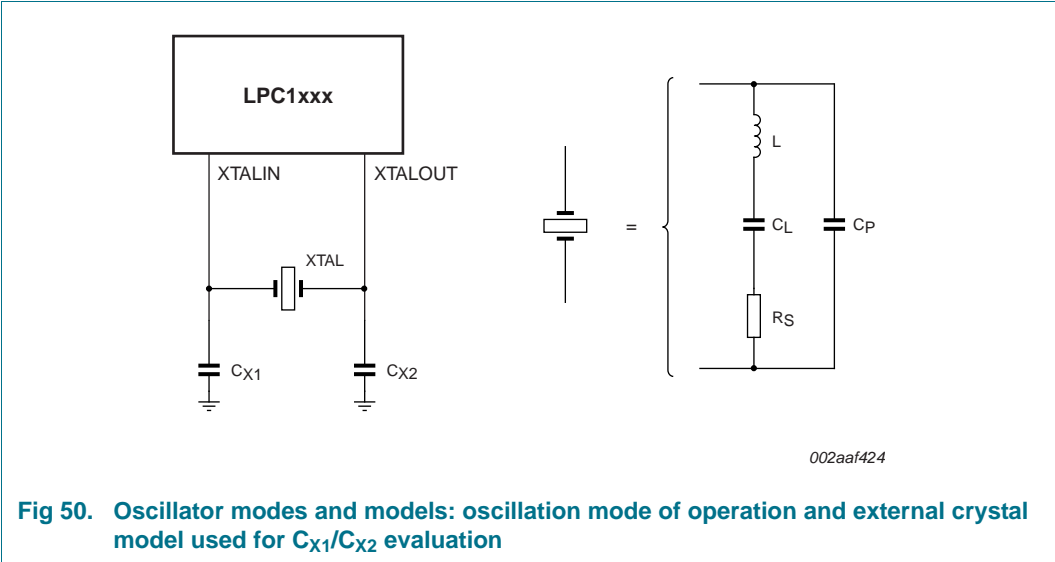 LPC1xxx
XTALIN
XTALOUT
XTAL
CX1
CX2
=
L
CL
CP
RS
002aaf424
Fig 50. Oscillator modes and models: oscillation mode of operation and external crystal
model used for CX1/CX2 evaluation